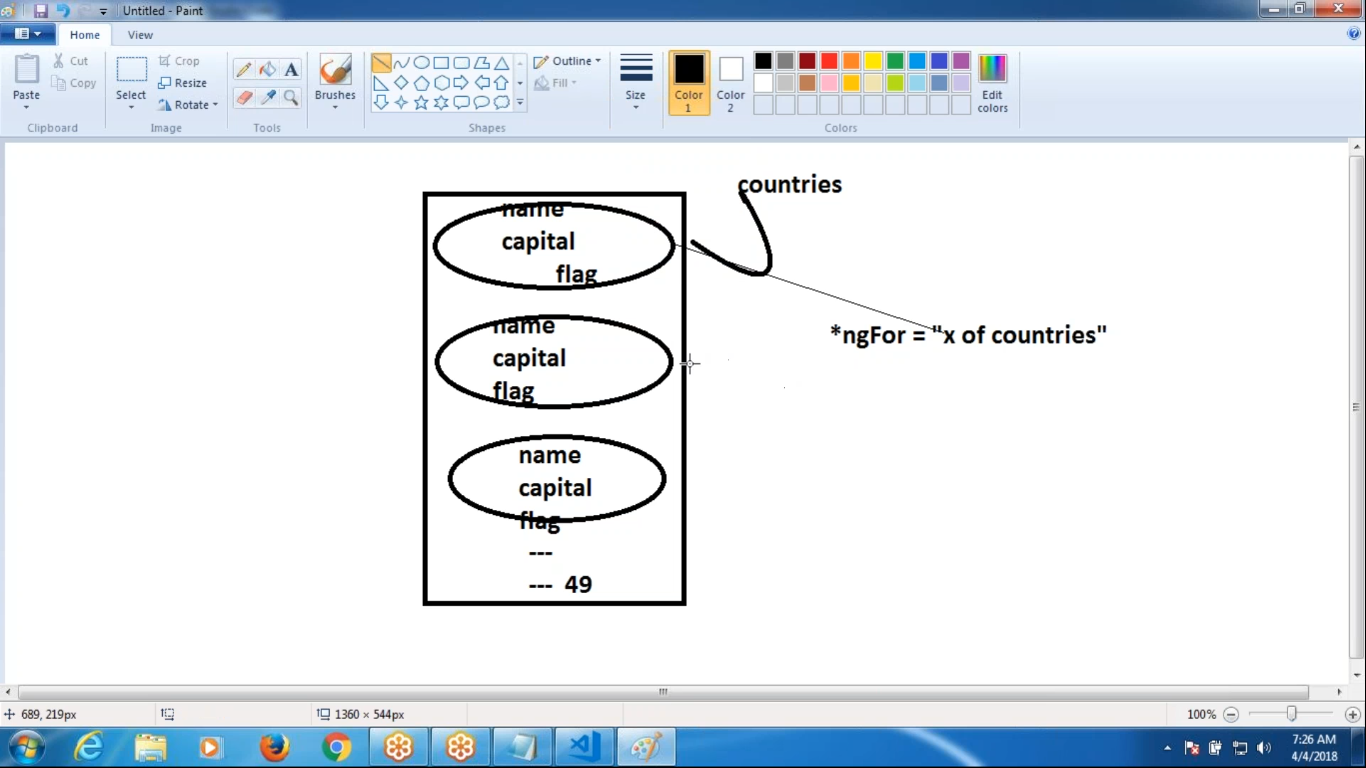 Untitled - Paint
Home View
Paste
Cut
Copy
Clipboard
Select
Crop
Resize
Rotate
Image
Tools
Brushes
Outline
Fill
Shapes
Size
Color
1
Color
2
Edit
colors
Colors
countries
name
capital
flag
*ngFor = "x of countries"
name
capital
flag
name
capital
flag
---
--- 49
689, 219px
1360 × 544px
100%
7:26 AM
4/4/2018